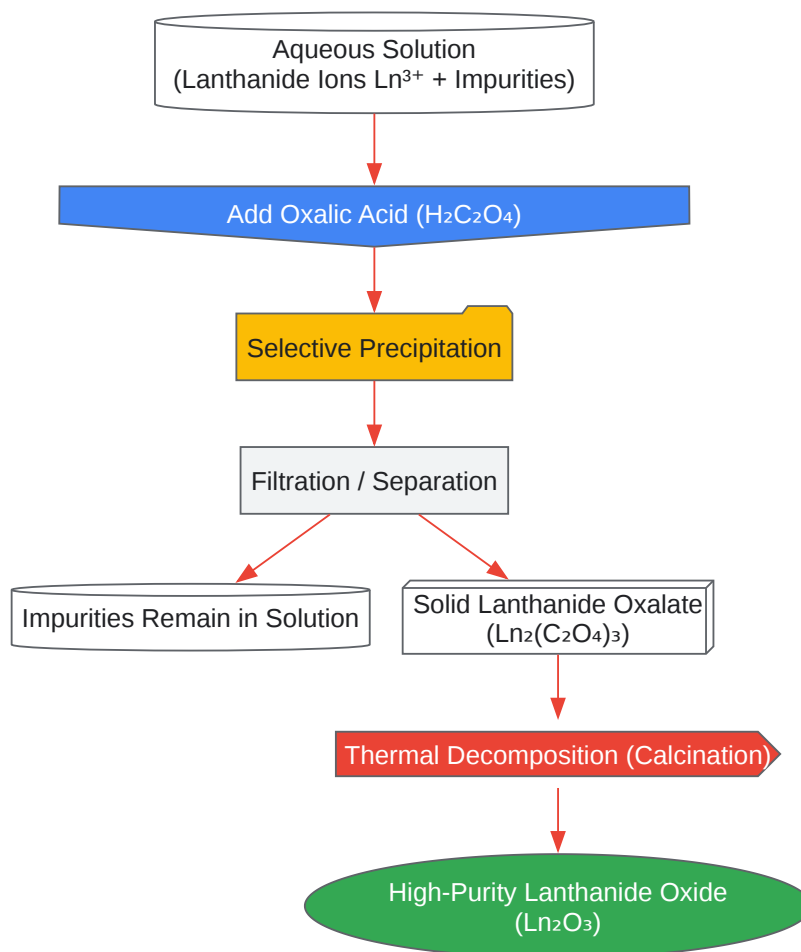 Aqueous Solution
(Lanthanide Ions Ln³⁺ + Impurities)
Add Oxalic Acid (H₂C₂O₄)
Selective Precipitation
Filtration / Separation
Impurities Remain in Solution
Solid Lanthanide Oxalate
(Ln₂(C₂O₄)₃)
Thermal Decomposition (Calcination)
High-Purity Lanthanide Oxide
(Ln₂O₃)